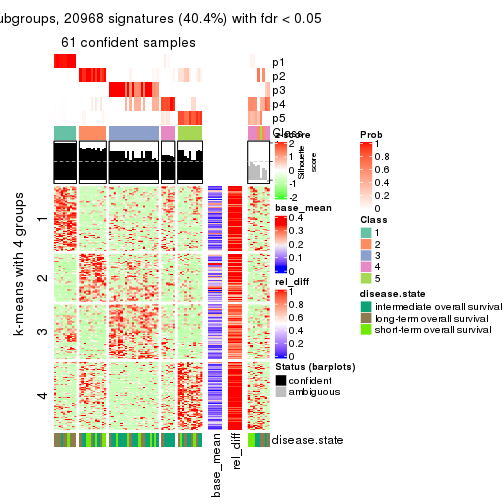 ubgroups, 20968 signatures (40.4%) with fdr < 0.05
61 confident samples
p1
p2
p3
p4
p5
Class
z-score
2
1
0
-1
-2
Silhouette
score
base_mean
0.4
0.3
0.2
0.1
0
rel_diff
1
0.8
0.6
0.4
0.2
0
Status (barplots)
confident
ambiguous
Prob
1
0.8
0.6
0.4
0.2
0
Class
1
2
3
4
5
disease.state
intermediate overall survival
long-term overall survival
short-term overall survival
k-means with 4 groups
1
2
3
4
disease.state
base_mean
rel_diff